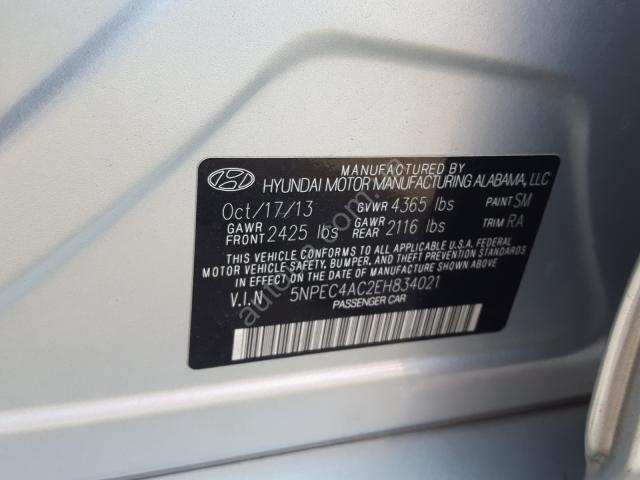 MANUFACTURED BY
HYUNDAI MOTOR MANUFACTURING ALABAMA, LLC
Oct/17/13 GVWR 4365 lbs PAINT SM
GAWR FRONT 2425 lbs GAWR REAR 2116 lbs TRIM RA
THIS VEHICLE CONFORMS TO ALL APPLICABLE U.S.A. FEDERAL
MOTOR VEHICLE SAFETY BUMPER, AND THEFT PREVENTION STANDARDS
IN EFFECT ON THE DATE OF MANUFACTURE SHOWN ABOVE.
V.I.N 5NPEC4AC2EH834021
PASSENGER CAR